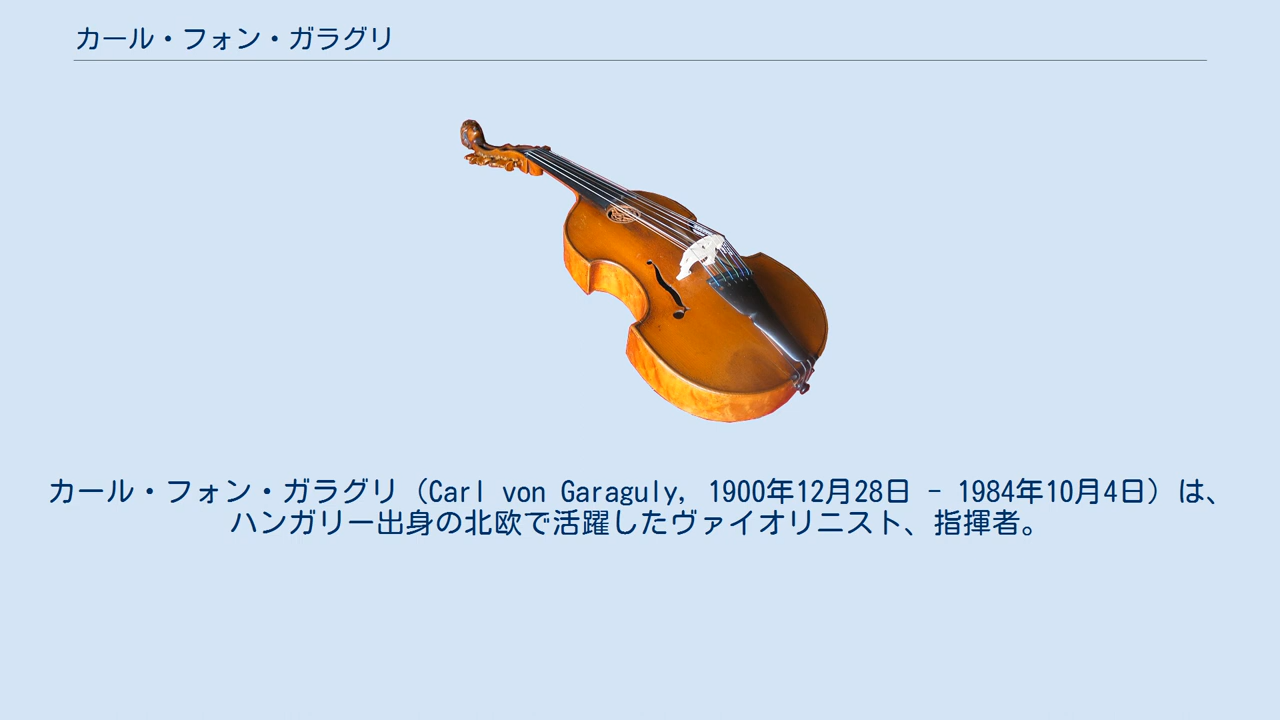 カール・フォン・ガラグリ
カール・フォン・ガラグリ（Carl von Garaguly, 1900年12月28日 - 1984年10月4日）は、
ハンガリー出身の北欧で活躍したヴァイオリニスト、指揮者。